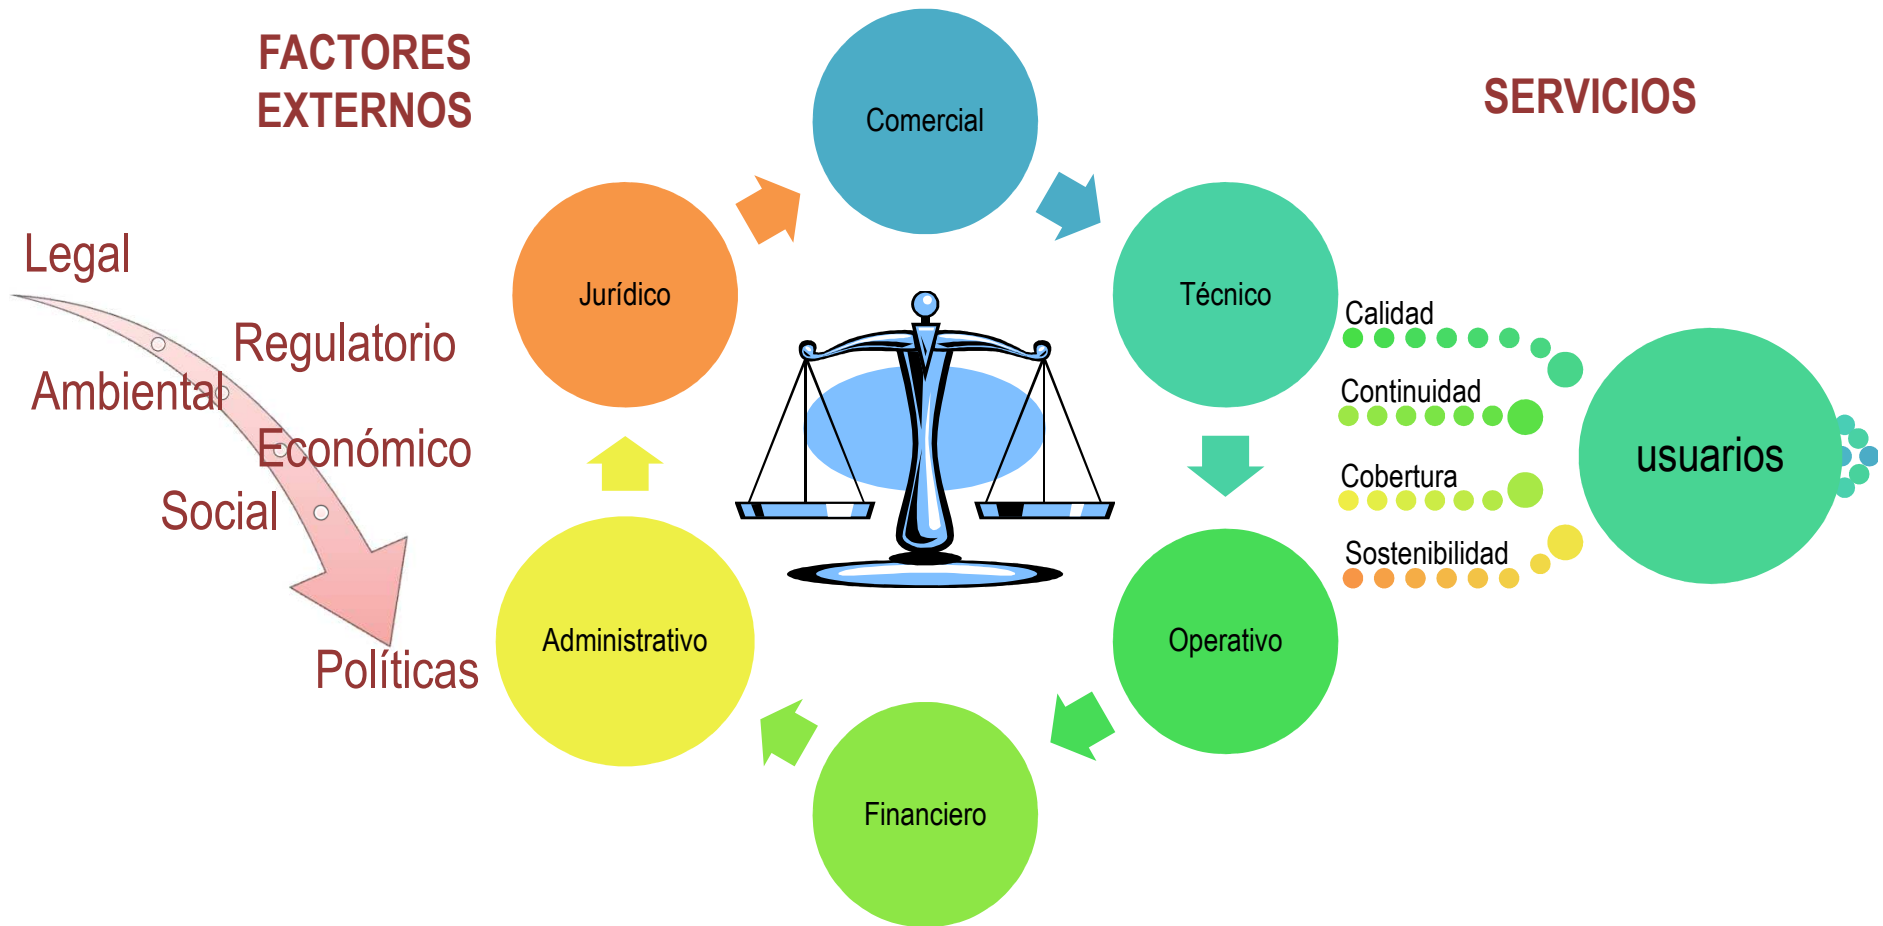 FACTORES
EXTERNOS
SERVICIOS
Legal
Regulatorio
Ambiental
Económico
Social
Políticas
Comercial
Jurídico
Técnico
Administrativo
Operativo
Financiero
Calidad
Continuidad
Cobertura
Sostenibilidad
usuarios